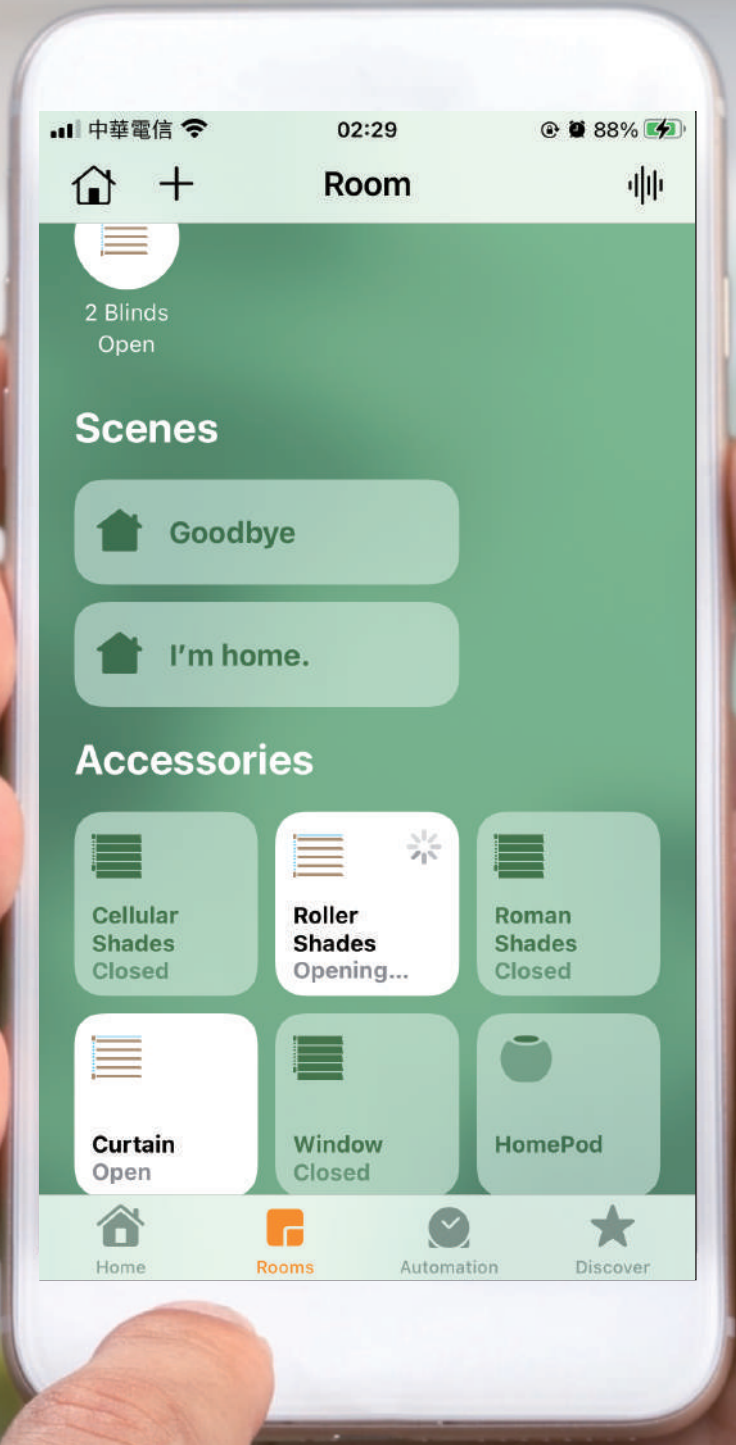 中華電信
02:29
88%
Room
2 Blinds
Open
Scenes
Goodbye
I'm home.
Accessories
Cellular
Shades
Closed
Roller
Shades
Opening...
Roman
Shades
Closed
Curtain
Open
Window
Closed
HomePod
Home
Rooms
Automation
Discover